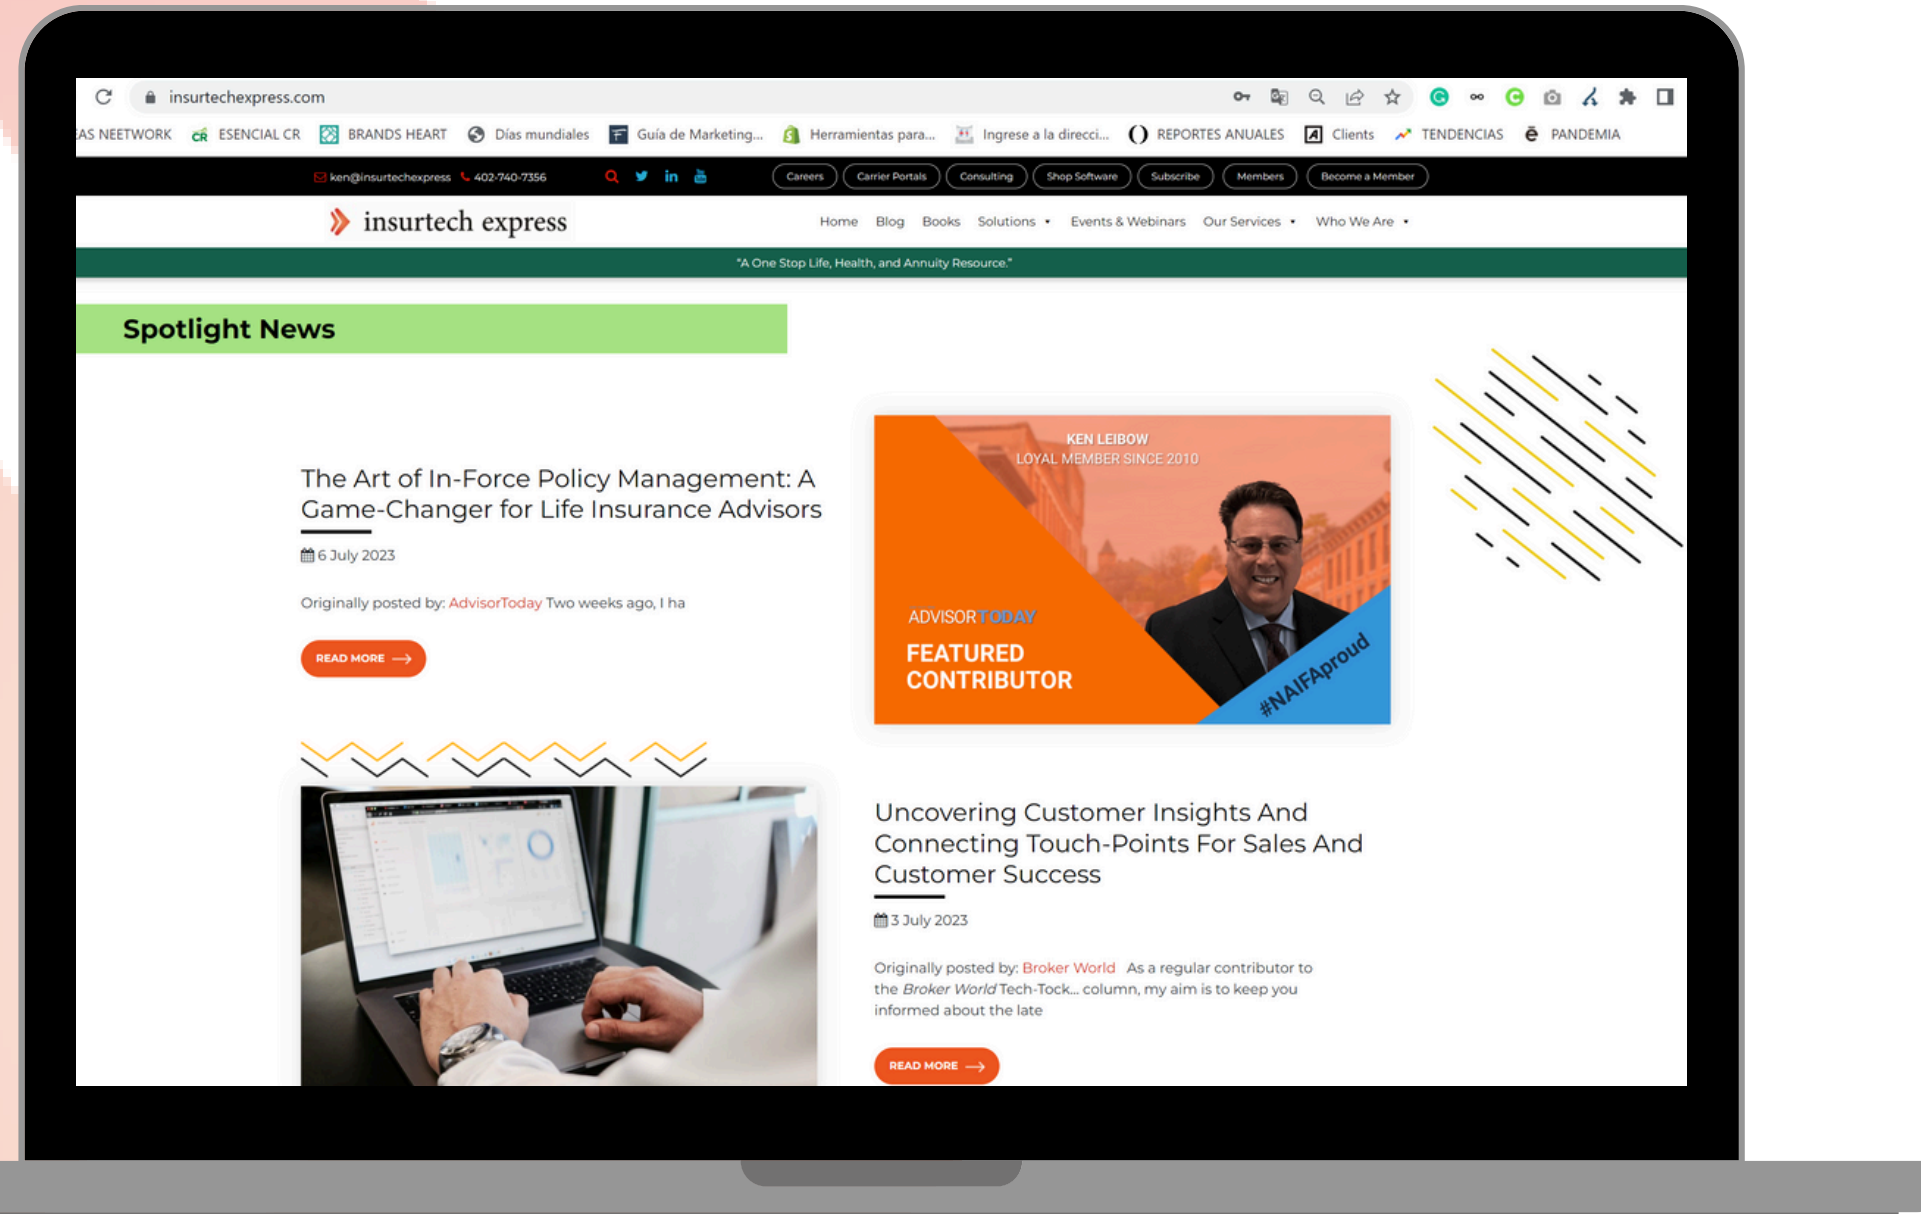 insurtechexpress.com
EAS NEETWORK CR ESENCIAL CR BRANDS HEART Días mundiales Guía de Marketing... Herramientas para... Ingrese a la direcci... REPORTES ANUALES Clients TENDENCIAS ē PANDEMIA
ken@insurtechexpress 402-740-7356 in Careers Carrier Portals Consulting Shop Software Subscribe Members Become a Member
insurtech express Home Blog Books Solutions Events & Webinars Our Services Who We Are
"A One Stop Life, Health, and Annuity Resource."
Spotlight News
The Art of In-Force Policy Management: A
Game-Changer for Life Insurance Advisors
6 July 2023
Originally posted by: AdvisorToday Two weeks ago, I ha
READ MORE
KEN LEIBOW
LOYAL MEMBER SINCE 2010
ADVISORTODAY
FEATURED
CONTRIBUTOR
#NAIFAproud
Uncovering Customer Insights And
Connecting Touch-Points For Sales And
Customer Success
3 July 2023
Originally posted by: Broker World As a regular contributor to
the Broker World Tech-Tock... column, my aim is to keep you
informed about the late
READ MORE